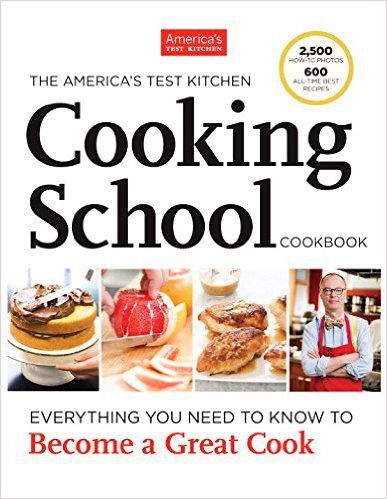 America's
TEST KITCHEN
2,500
HOW-TO PHOTOS
600
ALL-TIME BEST
RECIPES
THE AMERICA'S TEST KITCHEN
Cooking
School
COOKBOOK
EVERYTHING YOU NEED TO KNOW TO
Become a Great Cook